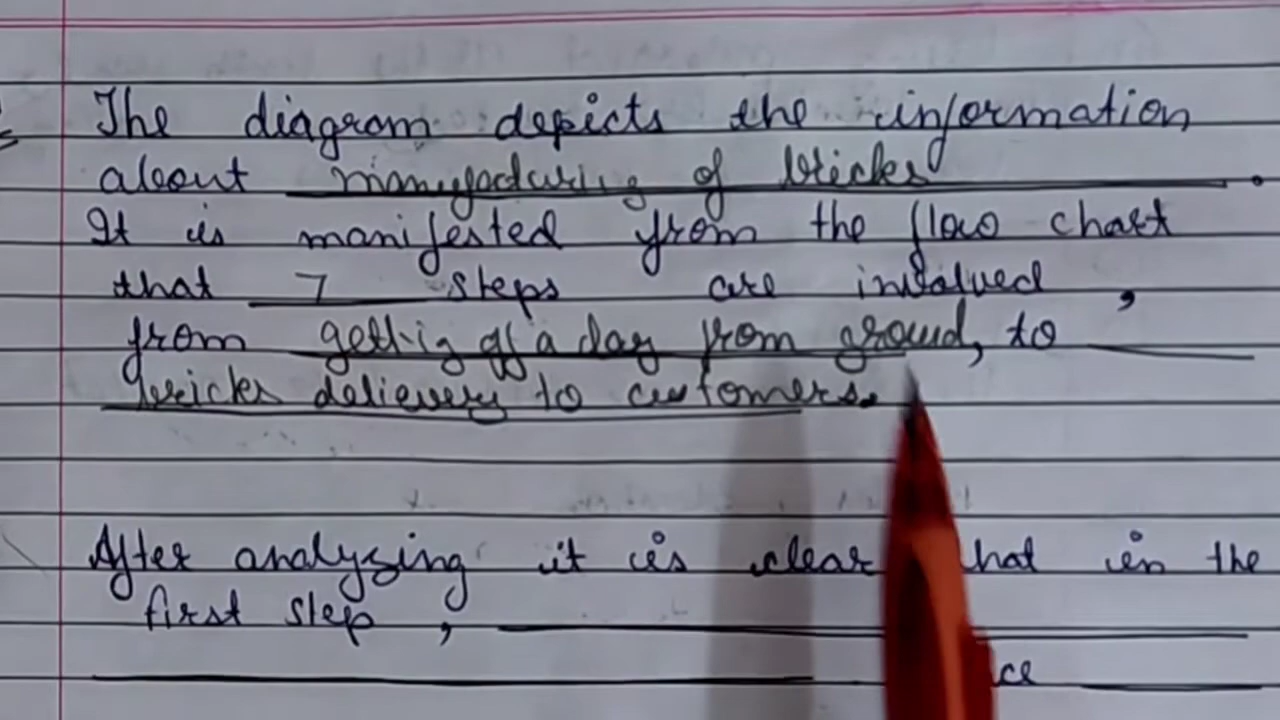 The diagram depicts the information
about manufacturing of bricks .
It is manifested from the flow chart
that 7 steps are involved ,
from getting of a day from ground, to
bricks delievery to customers.
After analyzing it is clear that in the
first step ,